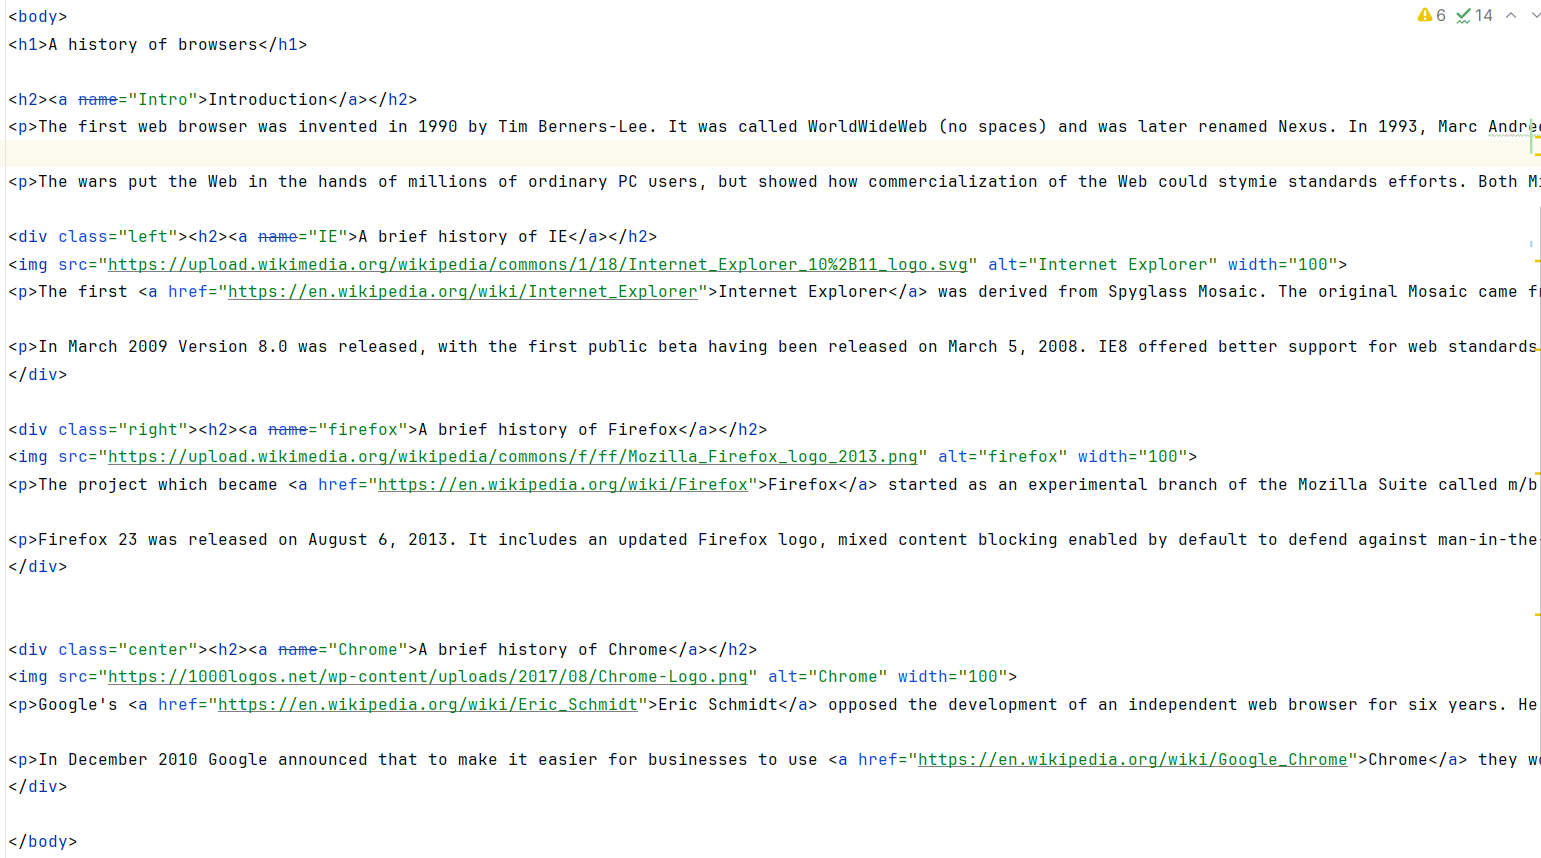 <body>
6 14
<h1>A history of browsers</h1>
<h2><a name="Intro">Introduction</a></h2>
<p>The first web browser was invented in 1990 by Tim Berners-Lee. It was called WorldWideWeb (no spaces) and was later renamed Nexus. In 1993, Marc
<p>The wars put the Web in the hands of millions of ordinary PC users, but showed how commercialization of the Web could stymie standards efforts. Both
<div class="left"><h2><a name="IE">A brief history of IE</a></h2>
<img src="https://upload.wikimedia.org/wikipedia/commons/1/18/Internet_Explorer_10%2B11_logo.svg" alt="Internet Explorer" width="100">
<p>The first <a href="https://en.wikipedia.org/wiki/Internet_Explorer">Internet Explorer</a> was derived from Spyglass Mosaic. The original Mosaic came
<p>In March 2009 Version 8.0 was released, with the first public beta having been released on March 5, 2008. IE8 offered better support for web standards
</div>
<div class="right"><h2><a name="firefox">A brief history of Firefox</a></h2>
<img src="https://upload.wikimedia.org/wikipedia/commons/f/ff/Mozilla_Firefox_logo_2013.png" alt="firefox" width="100">
<p>The project which became <a href="https://en.wikipedia.org/wiki/Firefox">Firefox</a> started as an experimental branch of the Mozilla Suite called m/b
<p>Firefox 23 was released on August 6, 2013. It includes an updated Firefox logo, mixed content blocking enabled by default to defend against man-in-the-
</div>
<div class="center"><h2><a name="Chrome">A brief history of Chrome</a></h2>
<img src="https://1000logos.net/wp-content/uploads/2017/08/Chrome-Logo.png" alt="Chrome" width="100">
<p>Google's <a href="https://en.wikipedia.org/wiki/Eric_Schmidt">Eric Schmidt</a> opposed the development of an independent web browser for six years. He
<p>In December 2010 Google announced that to make it easier for businesses to use <a href="https://en.wikipedia.org/wiki/Google_Chrome">Chrome</a> they
</div>
</body>